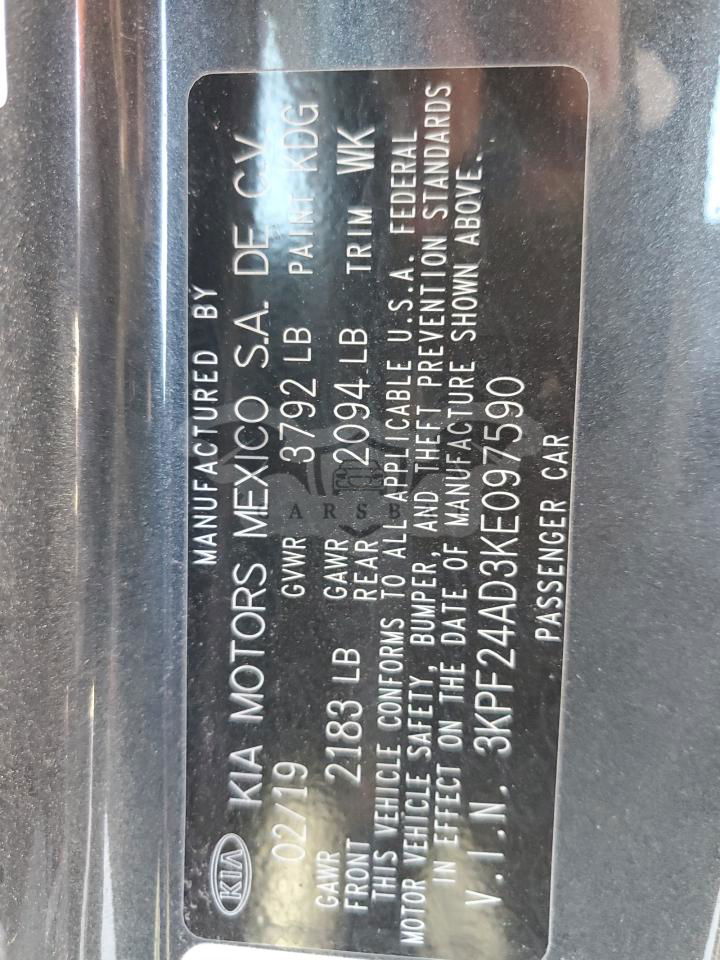 MANUFACTURED BY
KIA KIA MOTORS MEXICO S.A. DE C.V.
02/19 GVWR 3792 LB PAINT KDG
GAWR FRONT 2183 LB GAWR REAR 2094 LB TRIM WK
THIS VEHICLE CONFORMS TO ALL APPLICABLE U.S.A. FEDERAL
MOTOR VEHICLE SAFETY, BUMPER, AND THEFT PREVENTION STANDARDS
IN EFFECT ON THE DATE OF MANUFACTURE SHOWN ABOVE.
V.I.N. 3KPF24AD3KE097590
PASSENGER CAR